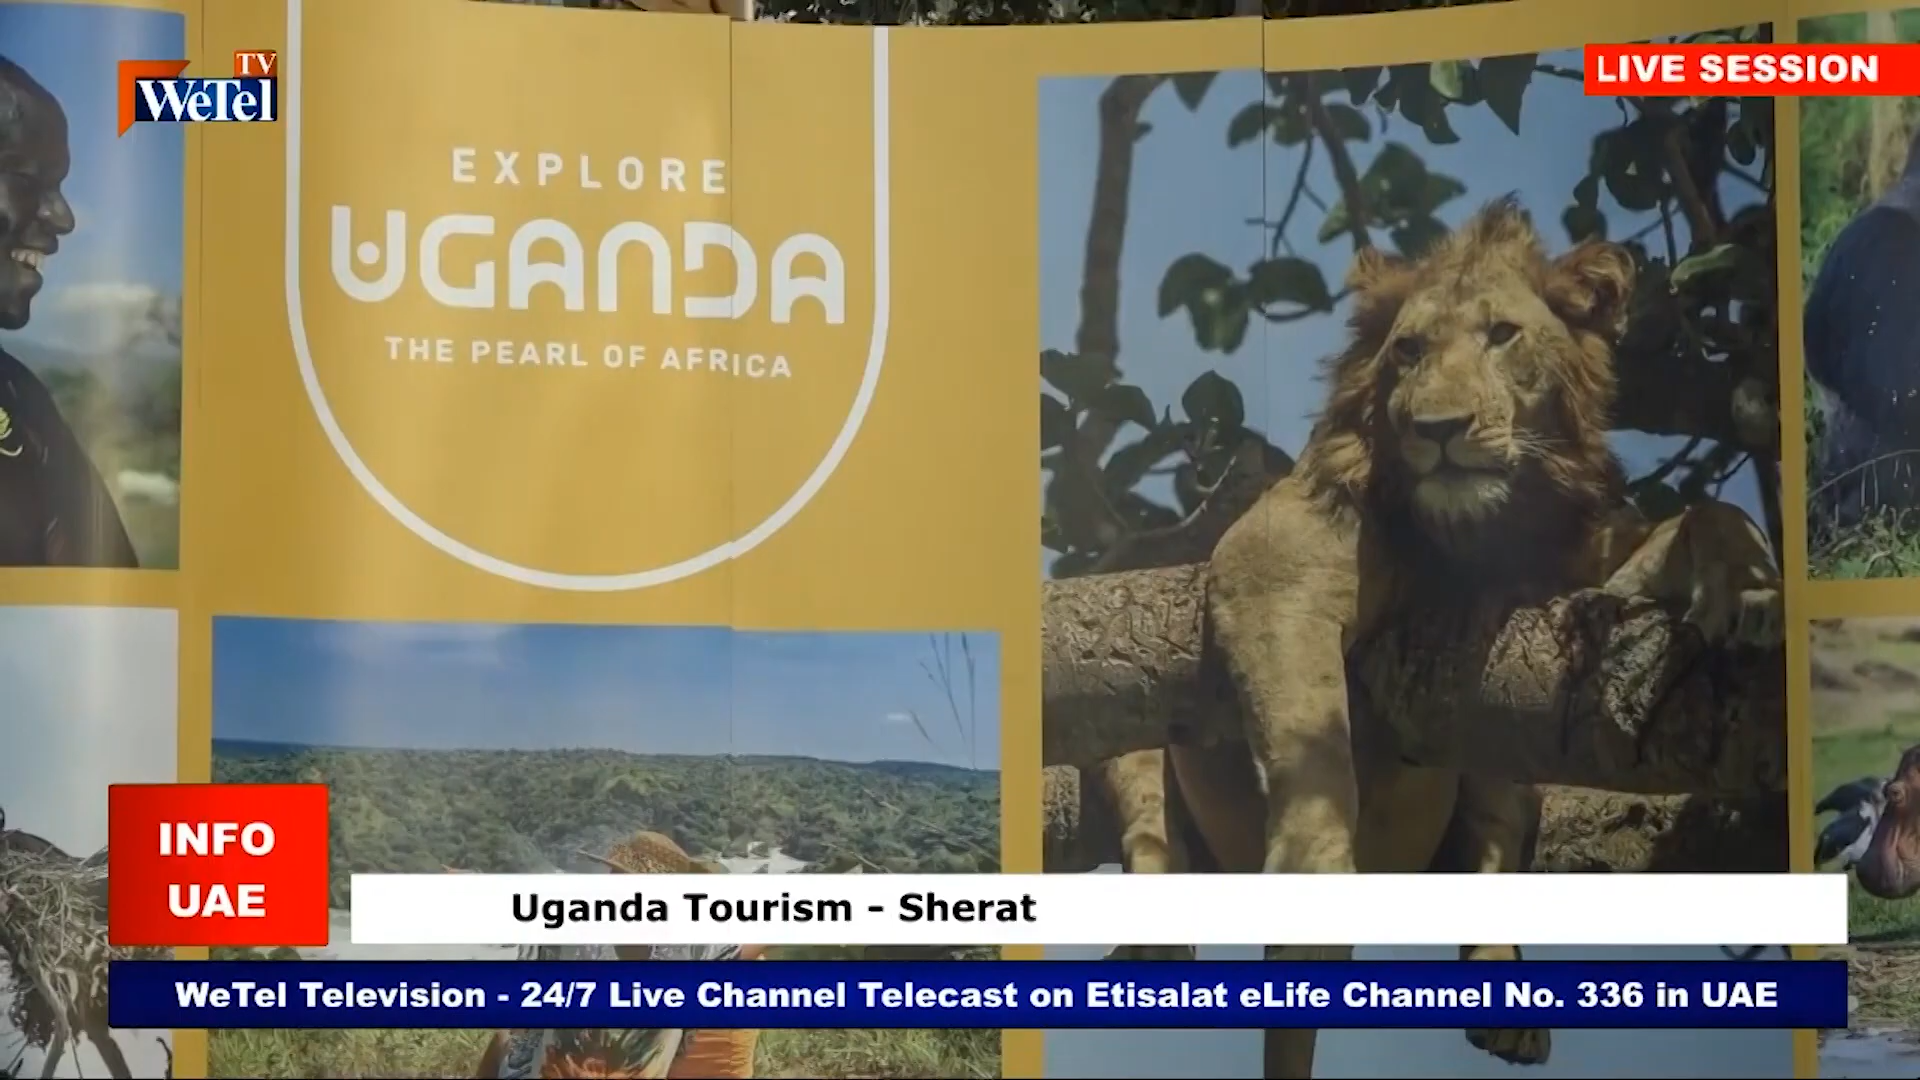 TV
WeTel
LIVE SESSION
EXPLORE
UGANDA
THE PEARL OF AFRICA
INFO
UAE
Uganda Tourism - Sherat
WeTel Television - 24/7 Live Channel Telecast on Etisalat eLife Channel No. 336 in UAE